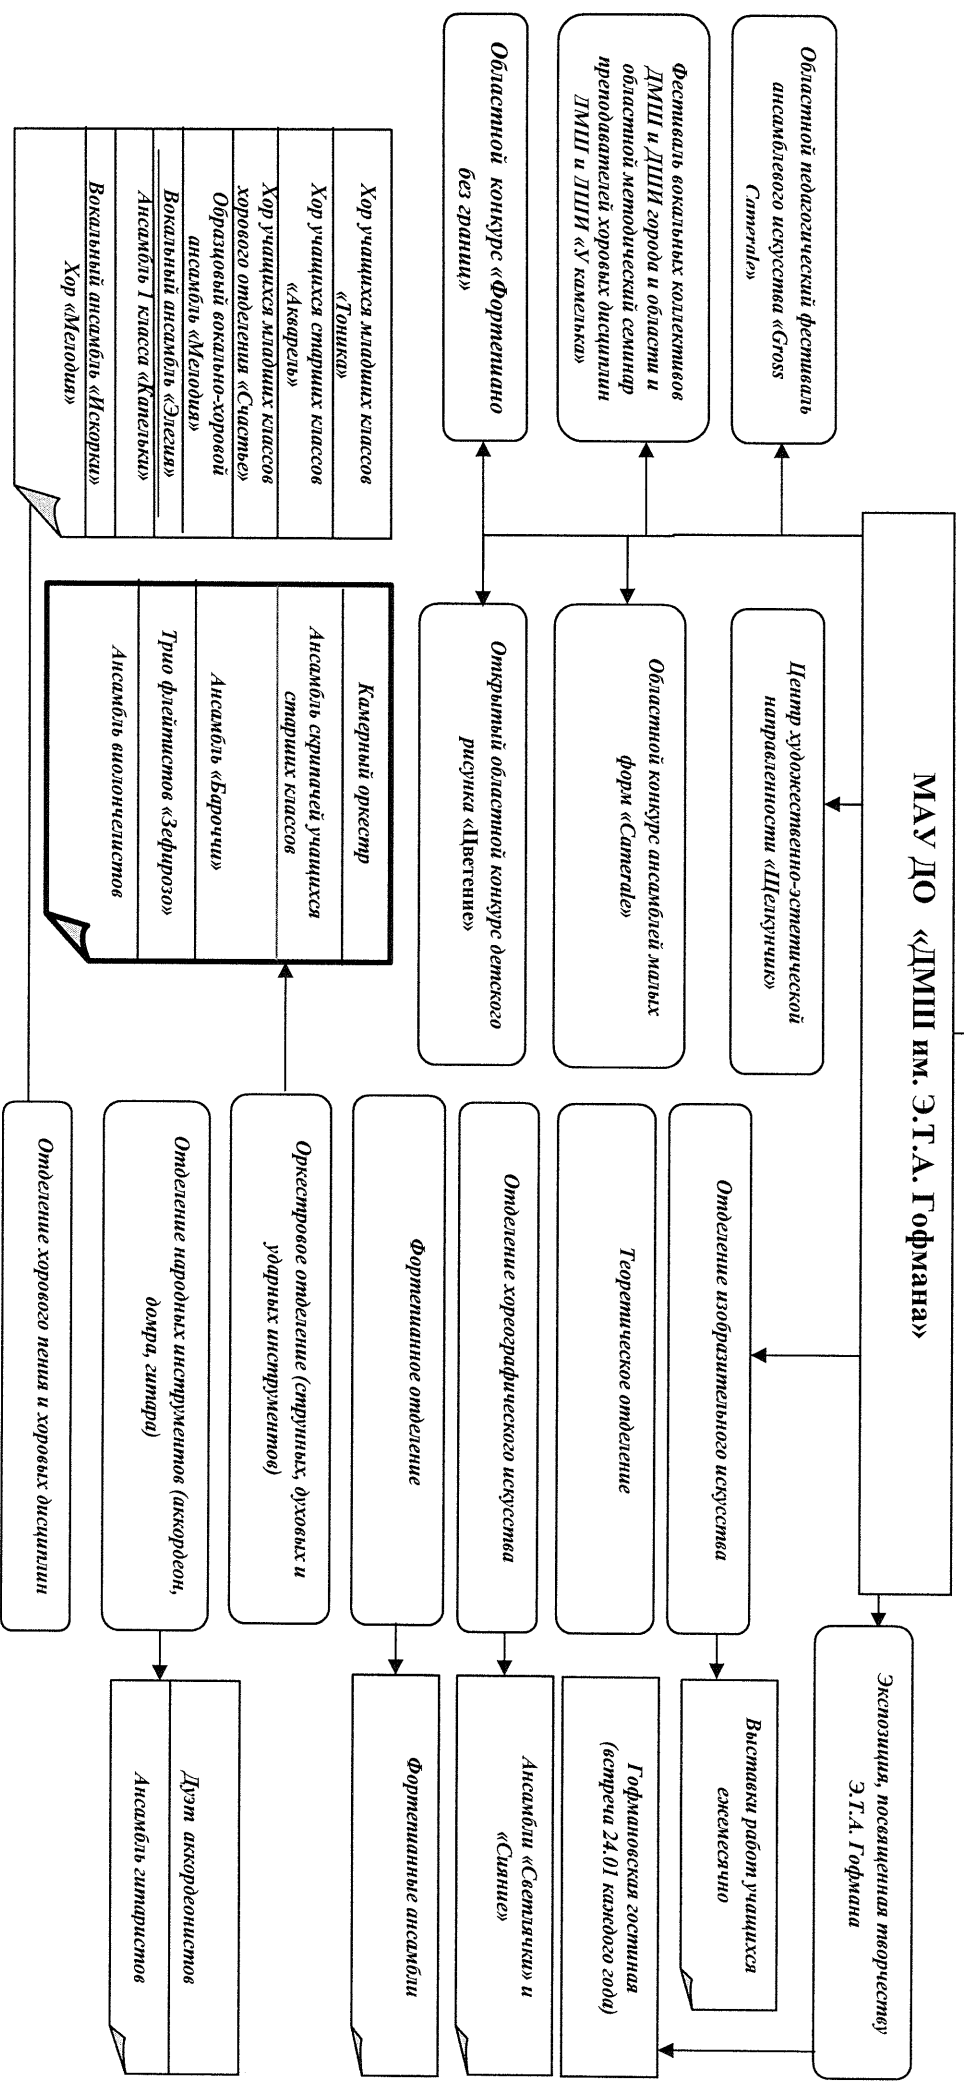 МАУ ДО «ДМШ им. Э.Т.А. Гофмана»
Областной педагогический фестиваль
ансамблевого искусства «Gross
Camerale»
Фестиваль вокальных коллективов
ДМШ и ДШИ города и области и
областной методический семинар
преподавателей хоровых дисциплин
ДМШ и ДШИ «У камелька»
Областной конкурс «Фортепиано
без границ»
Центр художественно-эстетической
направленности «Щелкунчик»
Областной конкурс ансамблей малых
форм «Camerale»
Открытый областной конкурс детского
рисунка «Цветение»
Экспозиция, посвященная творчеству
Э.Т.А. Гофмана
Отделение изобразительного искусства
Выставки работ учащихся
ежемесячно
Теоретическое отделение
Гофмановская гостиная
(встреча 24.01 каждого года)
Отделение хореографического искусства
Ансамбли «Светлячки» и
«Сияние»
Фортепианное отделение
Фортепианные ансамбли
Оркестровое отделение (струнных, духовых и
ударных инструментов)
Камерный оркестр
Ансамбль скрипачей учащихся
старших классов
Ансамбль «Бароччи»
Трио флейтистов «Зефирозо»
Ансамбль виолончелистов
Отделение народных инструментов (аккордеон,
домра, гитара)
Дуэт аккордеонистов
Ансамбль гитаристов
Отделение хорового пения и хоровых дисциплин
Хор учащихся младших классов
«Тоника»
Хор учащихся старших классов
«Акварель»
Хор учащихся младших классов
хорового отделения «Счастье»
Образцовый вокально-хоровой
ансамбль «Мелодия»
Вокальный ансамбль «Элегия»
Ансамбль 1 класса «Капельки»
Вокальный ансамбль «Искорки»
Хор «Мелодия»